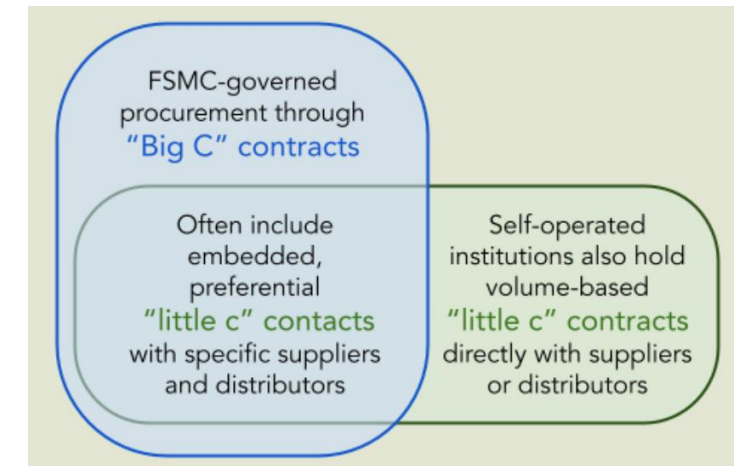 FSMC-governed
procurement through
“Big C” contracts
Often include
embedded,
preferential
“little c” contacts
with specific suppliers
and distributors
Self-operated
institutions also hold
volume-based
“little c” contracts
directly with suppliers
or distributors